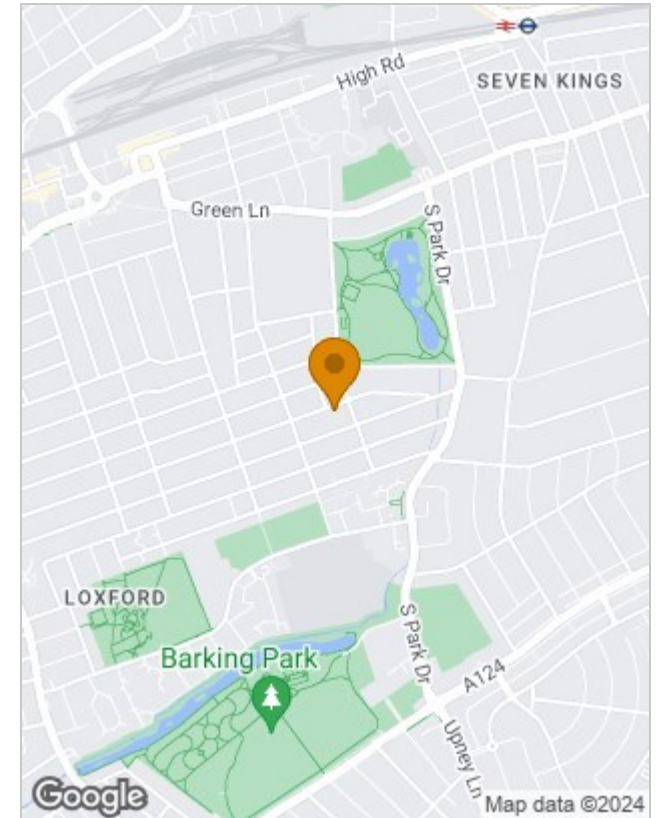 High Rd
SEVEN KINGS
Green Ln
S Park Dr
LOXFORD
Barking Park
S Park Dr
A124
Upney Ln
Google
Map data ©2024